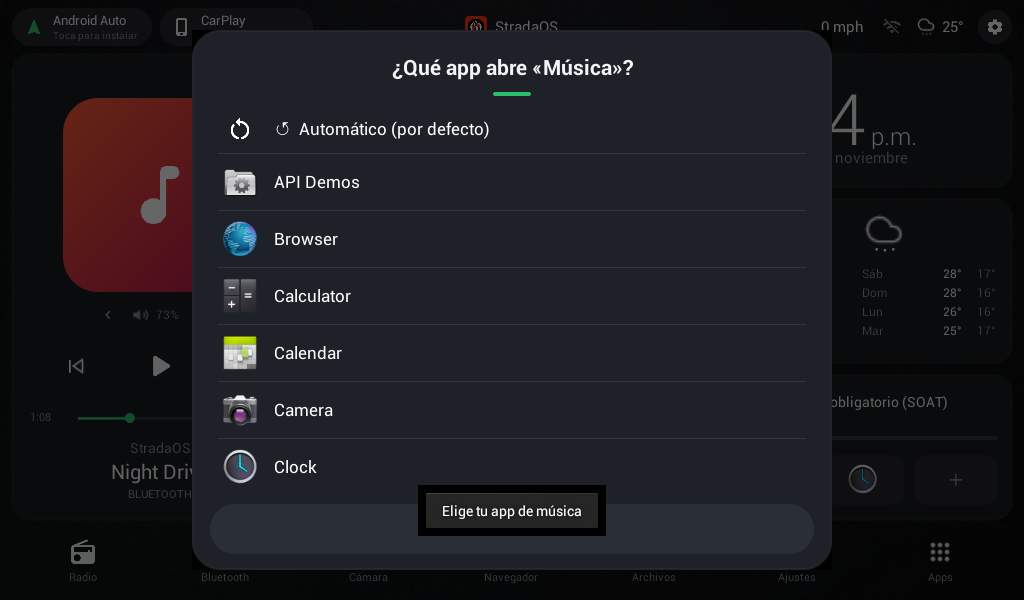 Android Auto
Toca para instalar
CarPlay
StradaOS
0 mph
25°
¿Qué app abre «Música»?
↺ Automático (por defecto)
API Demos
Browser
Calculator
Calendar
Camera
Clock
Elige tu app de música
73%
1:08
StradaOS
Night Driv
BLUETOOTH
4 p.m.
noviembre
Sáb 28° 17°
Dom 28° 16°
Lun 26° 16°
Mar 25° 17°
obligatorio (SOAT)
Radio
Bluetooth
Cámara
Navegador
Archivos
Ajustes
Apps